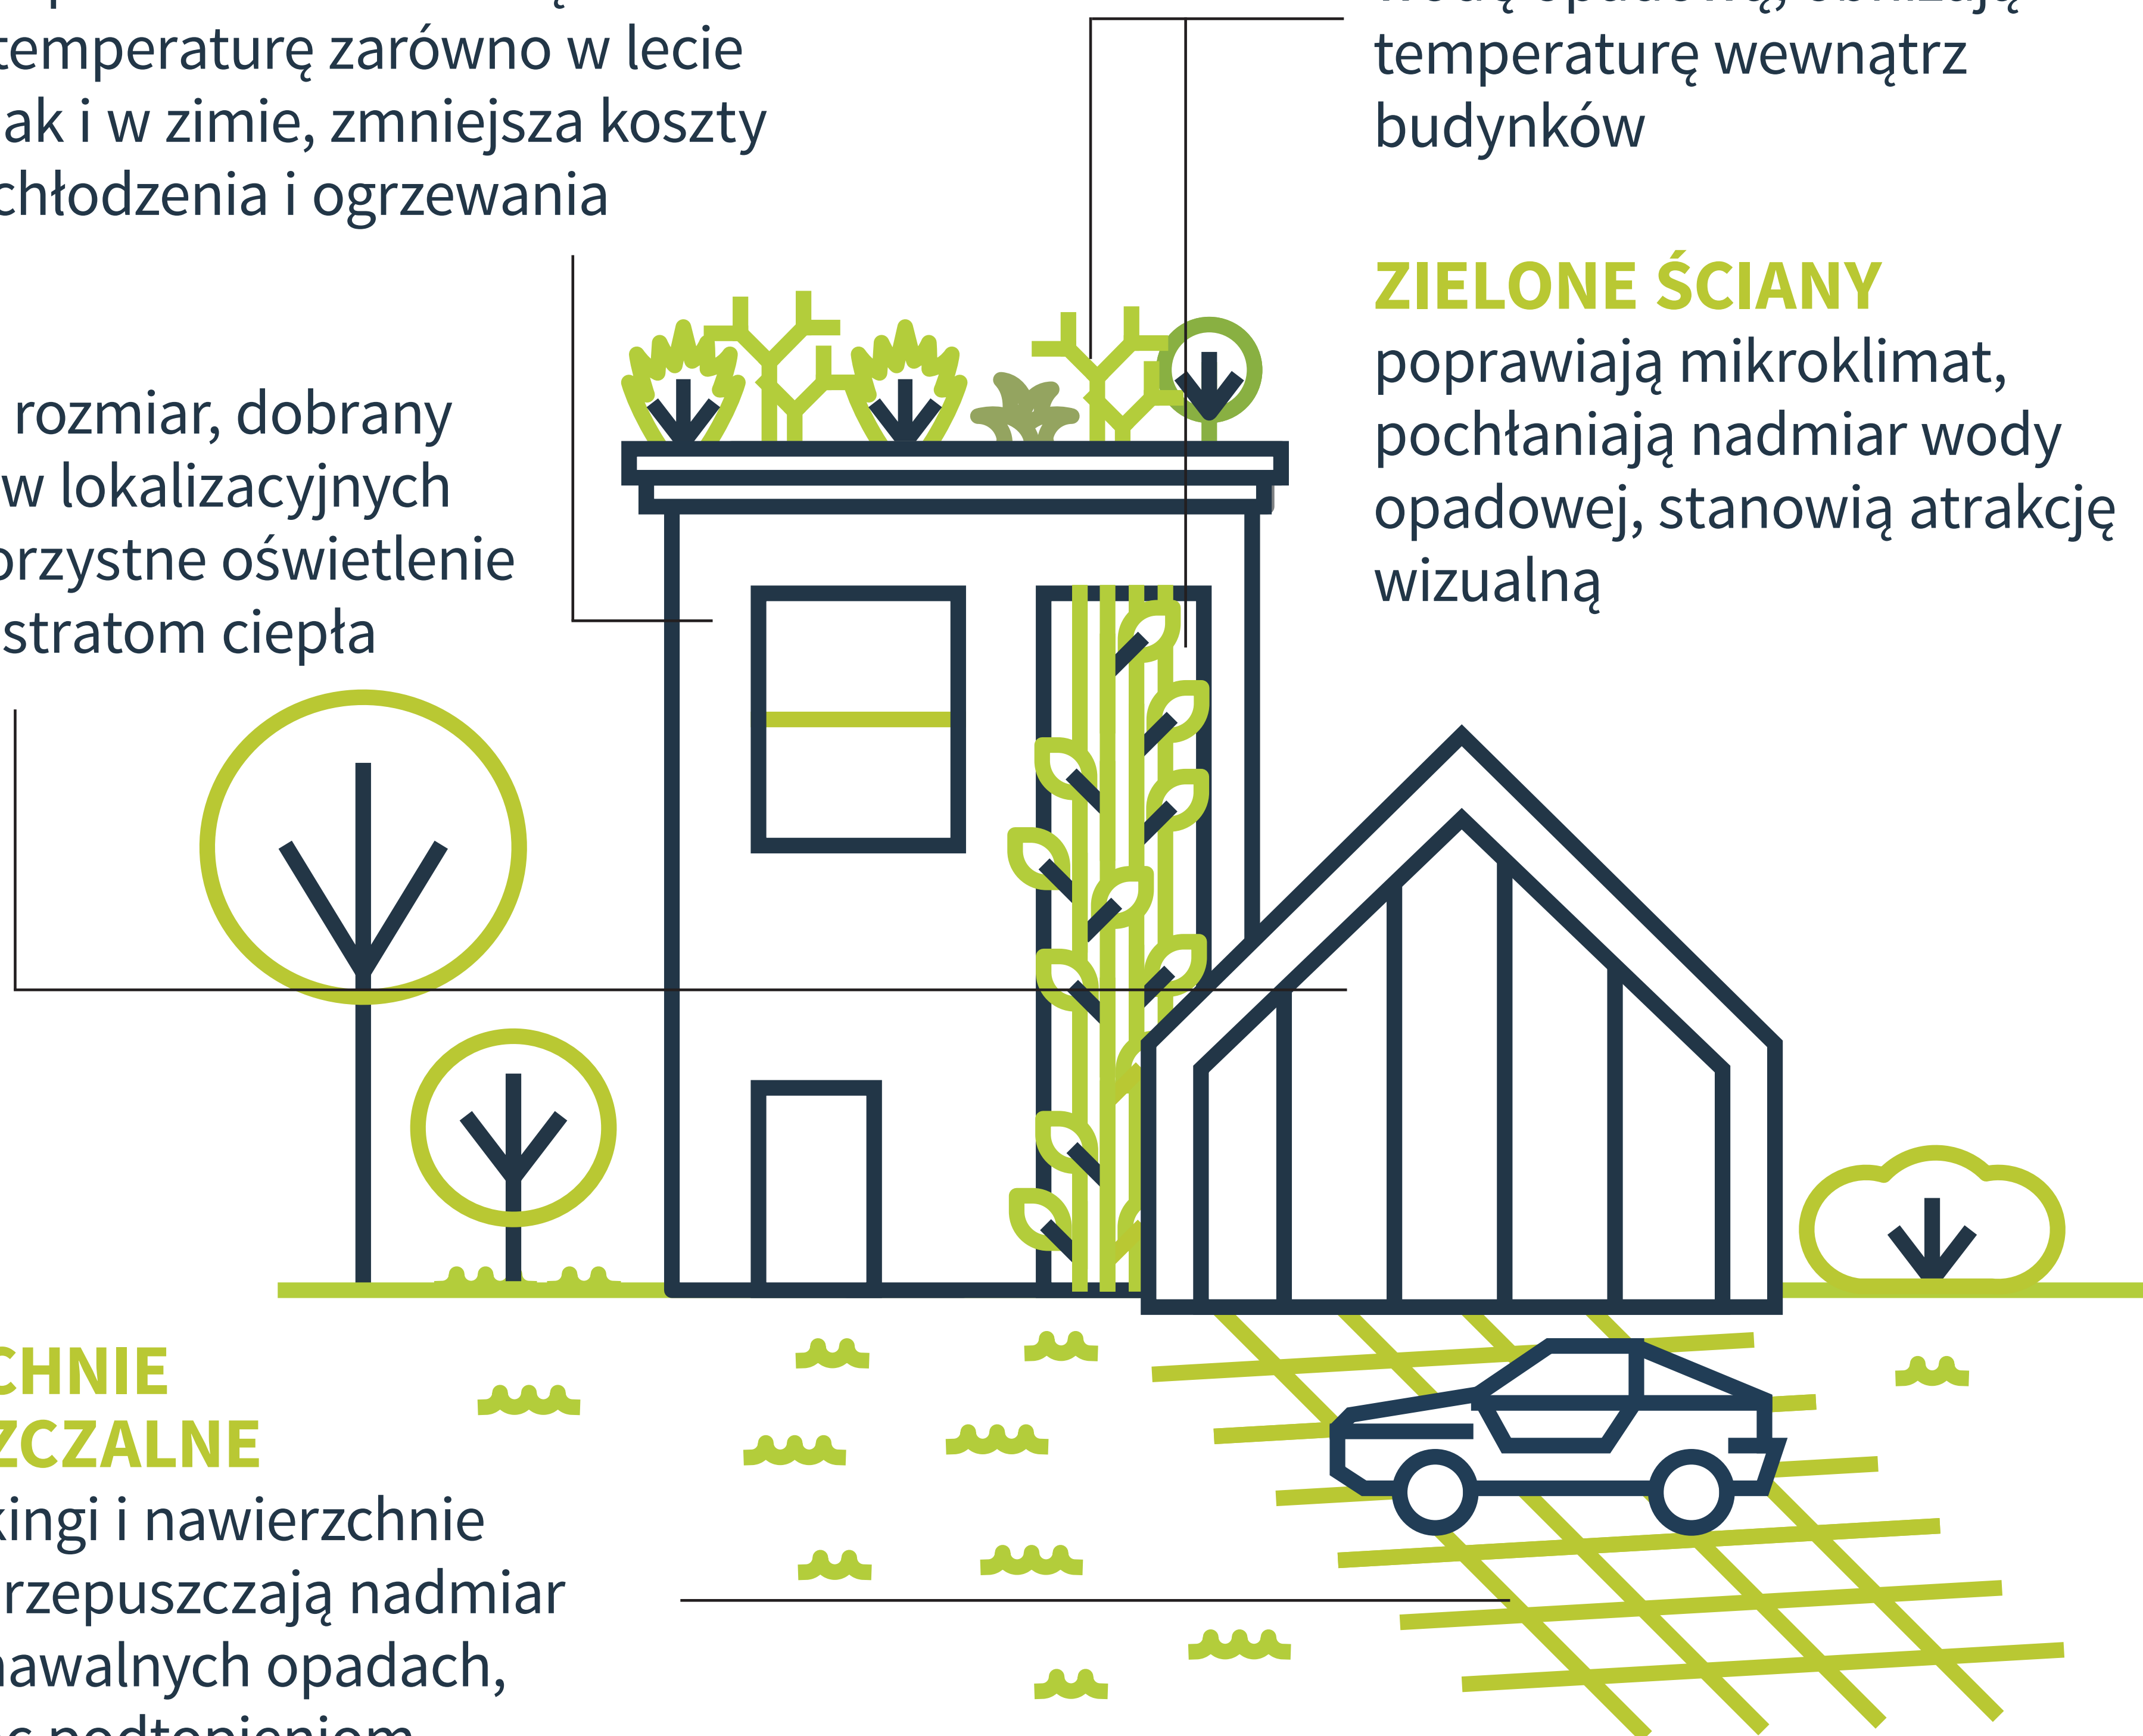 temperaturę zarówno w lecie
ak i w zimie, zmniejsza koszty
chłodzenia i ogrzewania
rozmiar, dobrany
w lokalizacyjnych
orzystne oświetlenie
stratom ciepła
CHNIE
ZCZALNE
kingi i nawierzchnie
rzepuszczają nadmiar
nawalnych opadach,
temperaturę wewnątrz
budynków
ZIELONE ŚCIANY
poprawiają mikroklimat,
pochłaniają nadmiar wody
opadowej, stanowią atrakcję
wizualną